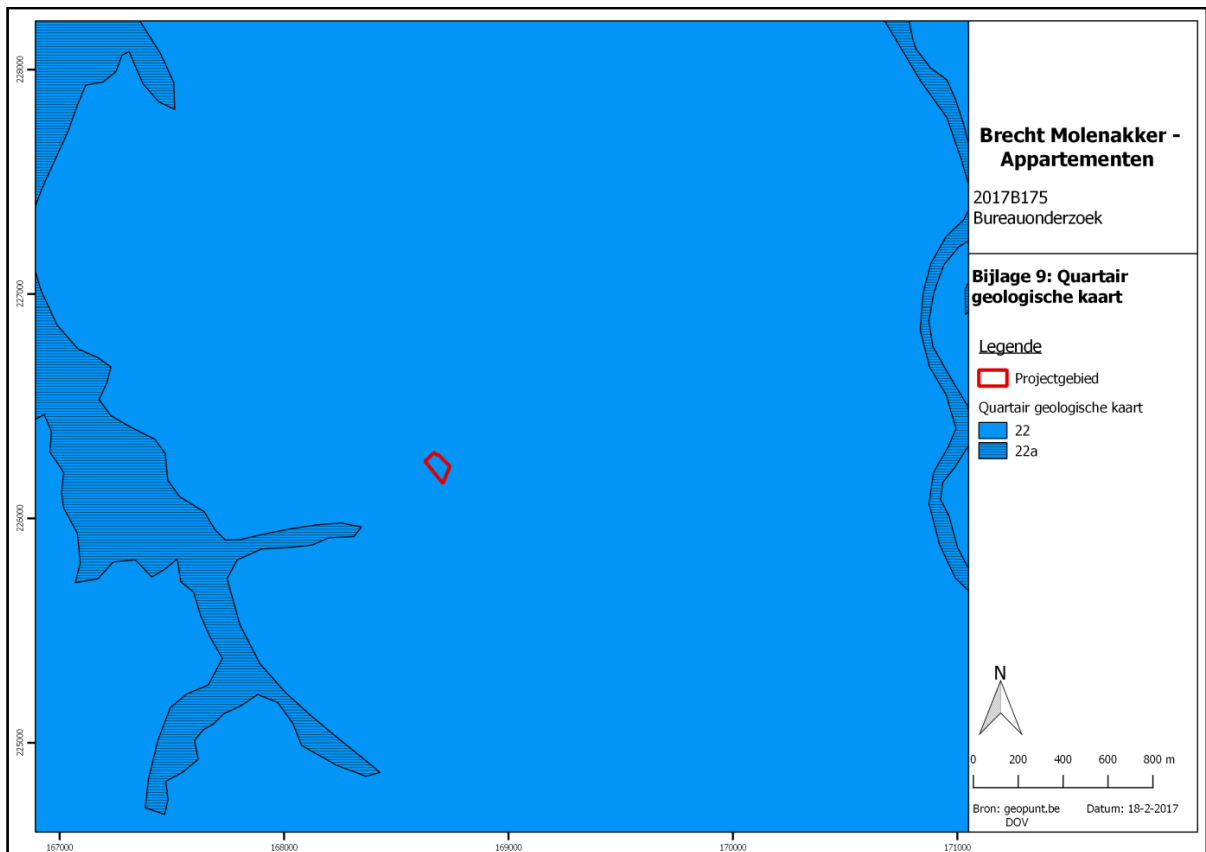 228000
227000
226000
225000
167000
168000
169000
170000
171000
Brecht Molenakker -
Appartementen
2017B175
Bureauonderzoek
Bijlage 9: Quartair
geologische kaart
Legende
Projectgebied
Quartair geologische kaart
22
22a
N
0 200 400 600 800 m
Bron: geopunt.be Datum: 18-2-2017
DOV